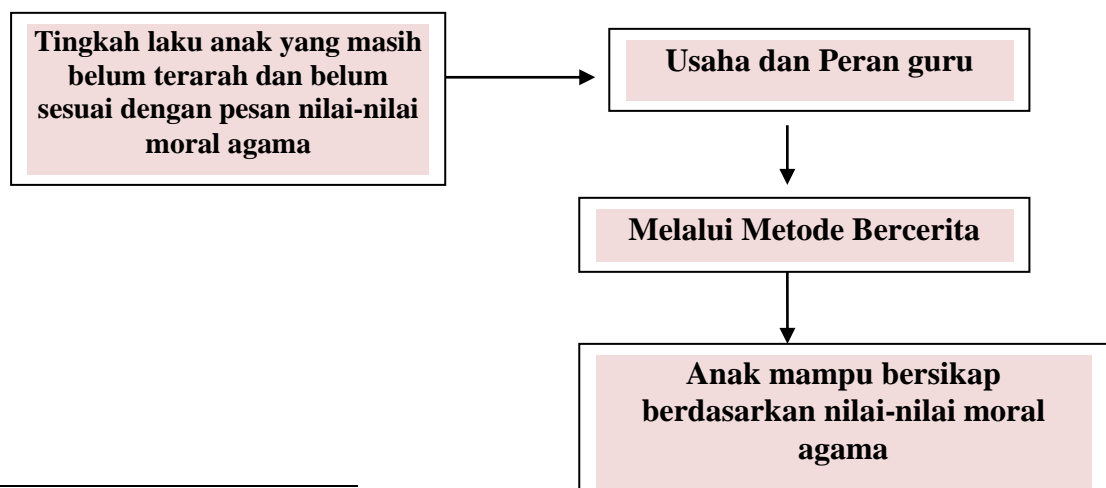 Tingkah laku anak yang masih
belum terarah dan belum
sesuai dengan pesan nilai-nilai
moral agama
Usaha dan Peran guru
Melalui Metode Bercerita
Anak mampu bersikap
berdasarkan nilai-nilai moral
agama